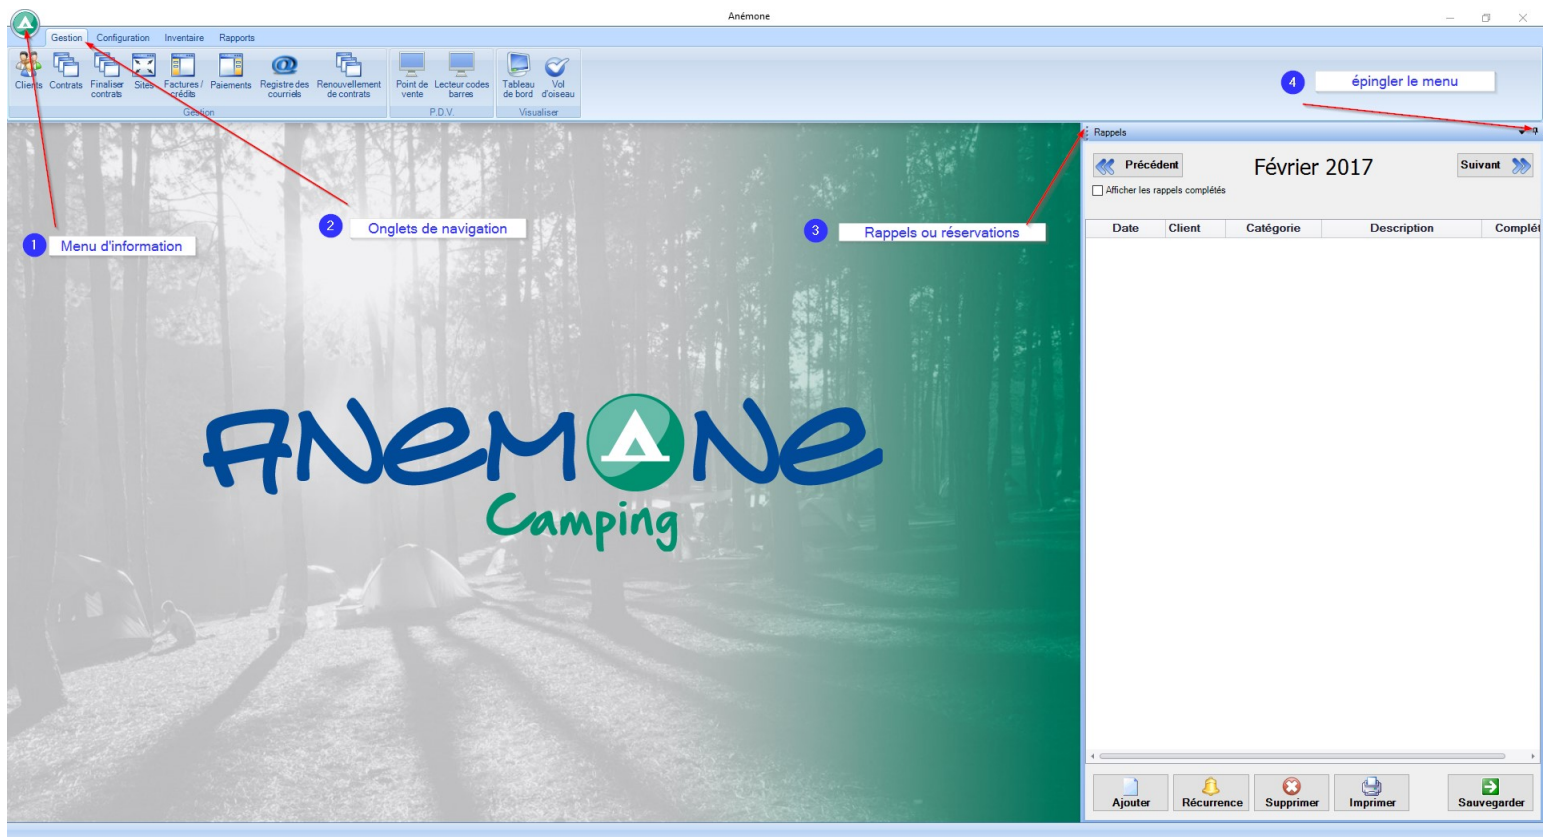 Anémone
Gestion Configuration Inventaire Rapports
Clients Contrats Finaliser contrats Sites Factures / crédits Paiements Registre des courriels Renouvellement de contrats Point de vente Lecteur codes barres Tableau de bord Vol d'oiseau
Gestion P.D.V. Visualiser
4 épingler le menu
Rappels
Précédent Février 2017 Suivant
Afficher les rappels complétés
Date Client Catégorie Description Complét
1 Menu d'information
2 Onglets de navigation
3 Rappels ou réservations
ANEMONE
Camping
Ajouter Récurrence Supprimer Imprimer Sauvegarder